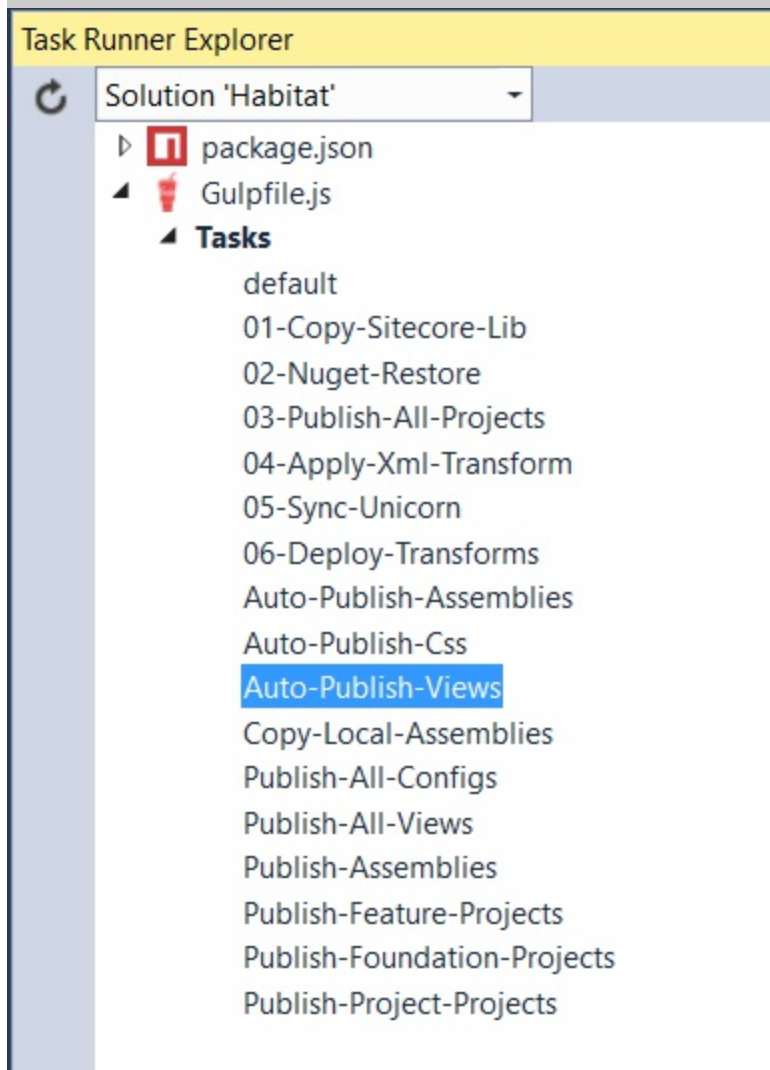 Task Runner Explorer
Solution 'Habitat'
package.json
Gulpfile.js
Tasks
default
01-Copy-Sitecore-Lib
02-Nuget-Restore
03-Publish-All-Projects
04-Apply-Xml-Transform
05-Sync-Unicorn
06-Deploy-Transforms
Auto-Publish-Assemblies
Auto-Publish-Css
Auto-Publish-Views
Copy-Local-Assemblies
Publish-All-Configs
Publish-All-Views
Publish-Assemblies
Publish-Feature-Projects
Publish-Foundation-Projects
Publish-Project-Projects